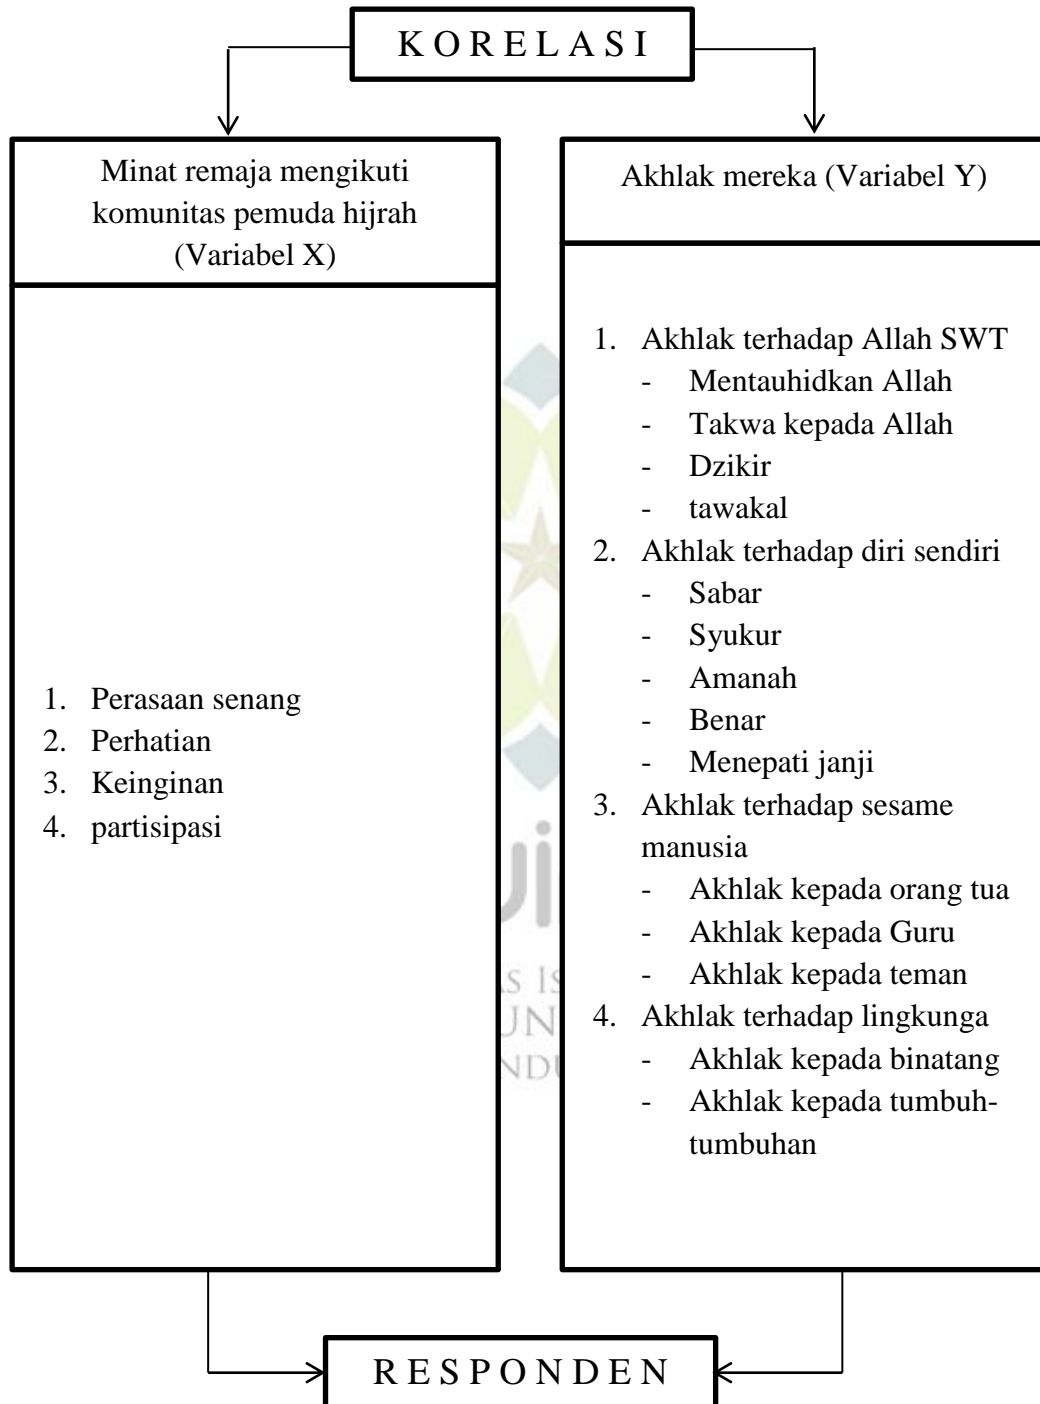 K O R E L A S I
Minat remaja mengikuti
komunitas pemuda hijrah
(Variabel X)
1. Perasaan senang
2. Perhatian
3. Keinginan
4. partisipasi
Akhlak mereka (Variabel Y)
1. Akhlak terhadap Allah SWT
- Mentauhidkan Allah
- Takwa kepada Allah
- Dzikir
- tawakal
2. Akhlak terhadap diri sendiri
- Sabar
- Syukur
- Amanah
- Benar
- Menepati janji
3. Akhlak terhadap sesame
manusia
- Akhlak kepada orang tua
- Akhlak kepada Guru
- Akhlak kepada teman
4. Akhlak terhadap lingkunga
- Akhlak kepada binatang
- Akhlak kepada tumbuh-
tumbuhan
R E S P O N D E N